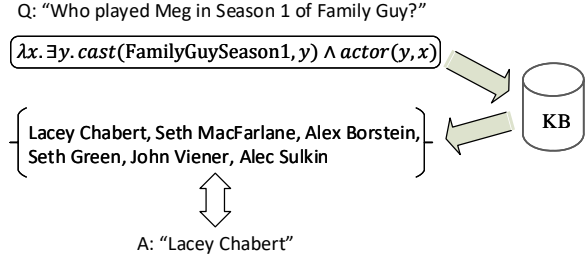 Q: “Who played Meg in Season 1 of Family Guy?”
λx.∃y.cast(FamilyGuySeason1, y) ∧ actor(y, x)
KB
Lacey Chabert, Seth MacFarlane, Alex Borstein,
Seth Green, John Viener, Alec Sulkin
A: “Lacey Chabert”